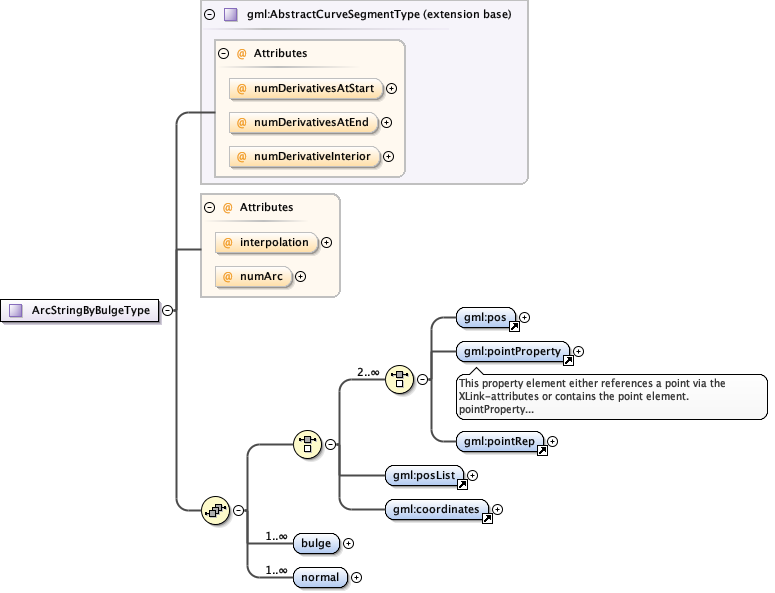 gml:AbstractCurveSegmentType (extension base)
@ Attributes
@ numDerivativesAtStart
@ numDerivativesAtEnd
@ numDerivativeInterior
@ Attributes
@ interpolation
@ numArc
ArcStringByBulgeType
gml:pos
gml:pointProperty
2..∞
This property element either references a point via the
XLink-attributes or contains the point element.
pointProperty...
gml:pointRep
gml:posList
gml:coordinates
1..∞
bulge
1..∞
normal